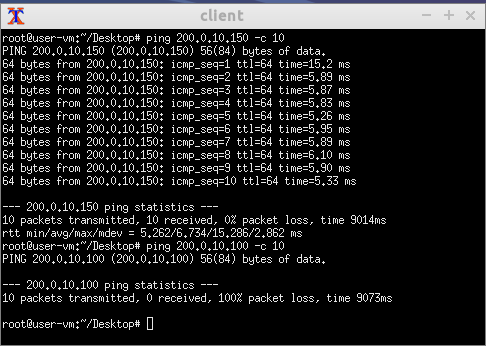 client
root@user-vm:~/Desktop# ping 200.0.10.150 -c 10
PING 200.0.10.150 (200.0.10.150) 56(84) bytes of data.
64 bytes from 200.0.10.150: icmp_seq=1 ttl=64 time=15.2 ms
64 bytes from 200.0.10.150: icmp_seq=2 ttl=64 time=5.89 ms
64 bytes from 200.0.10.150: icmp_seq=3 ttl=64 time=5.87 ms
64 bytes from 200.0.10.150: icmp_seq=4 ttl=64 time=5.83 ms
64 bytes from 200.0.10.150: icmp_seq=5 ttl=64 time=5.26 ms
64 bytes from 200.0.10.150: icmp_seq=6 ttl=64 time=5.95 ms
64 bytes from 200.0.10.150: icmp_seq=7 ttl=64 time=5.89 ms
64 bytes from 200.0.10.150: icmp_seq=8 ttl=64 time=6.10 ms
64 bytes from 200.0.10.150: icmp_seq=9 ttl=64 time=5.90 ms
64 bytes from 200.0.10.150: icmp_seq=10 ttl=64 time=5.33 ms
--- 200.0.10.150 ping statistics ---
10 packets transmitted, 10 received, 0% packet loss, time 9014ms
rtt min/avg/max/mdev = 5.262/6.734/15.286/2.862 ms
root@user-vm:~/Desktop# ping 200.0.10.100 -c 10
PING 200.0.10.100 (200.0.10.100) 56(84) bytes of data.
--- 200.0.10.100 ping statistics ---
10 packets transmitted, 0 received, 100% packet loss, time 9073ms
root@user-vm:~/Desktop#